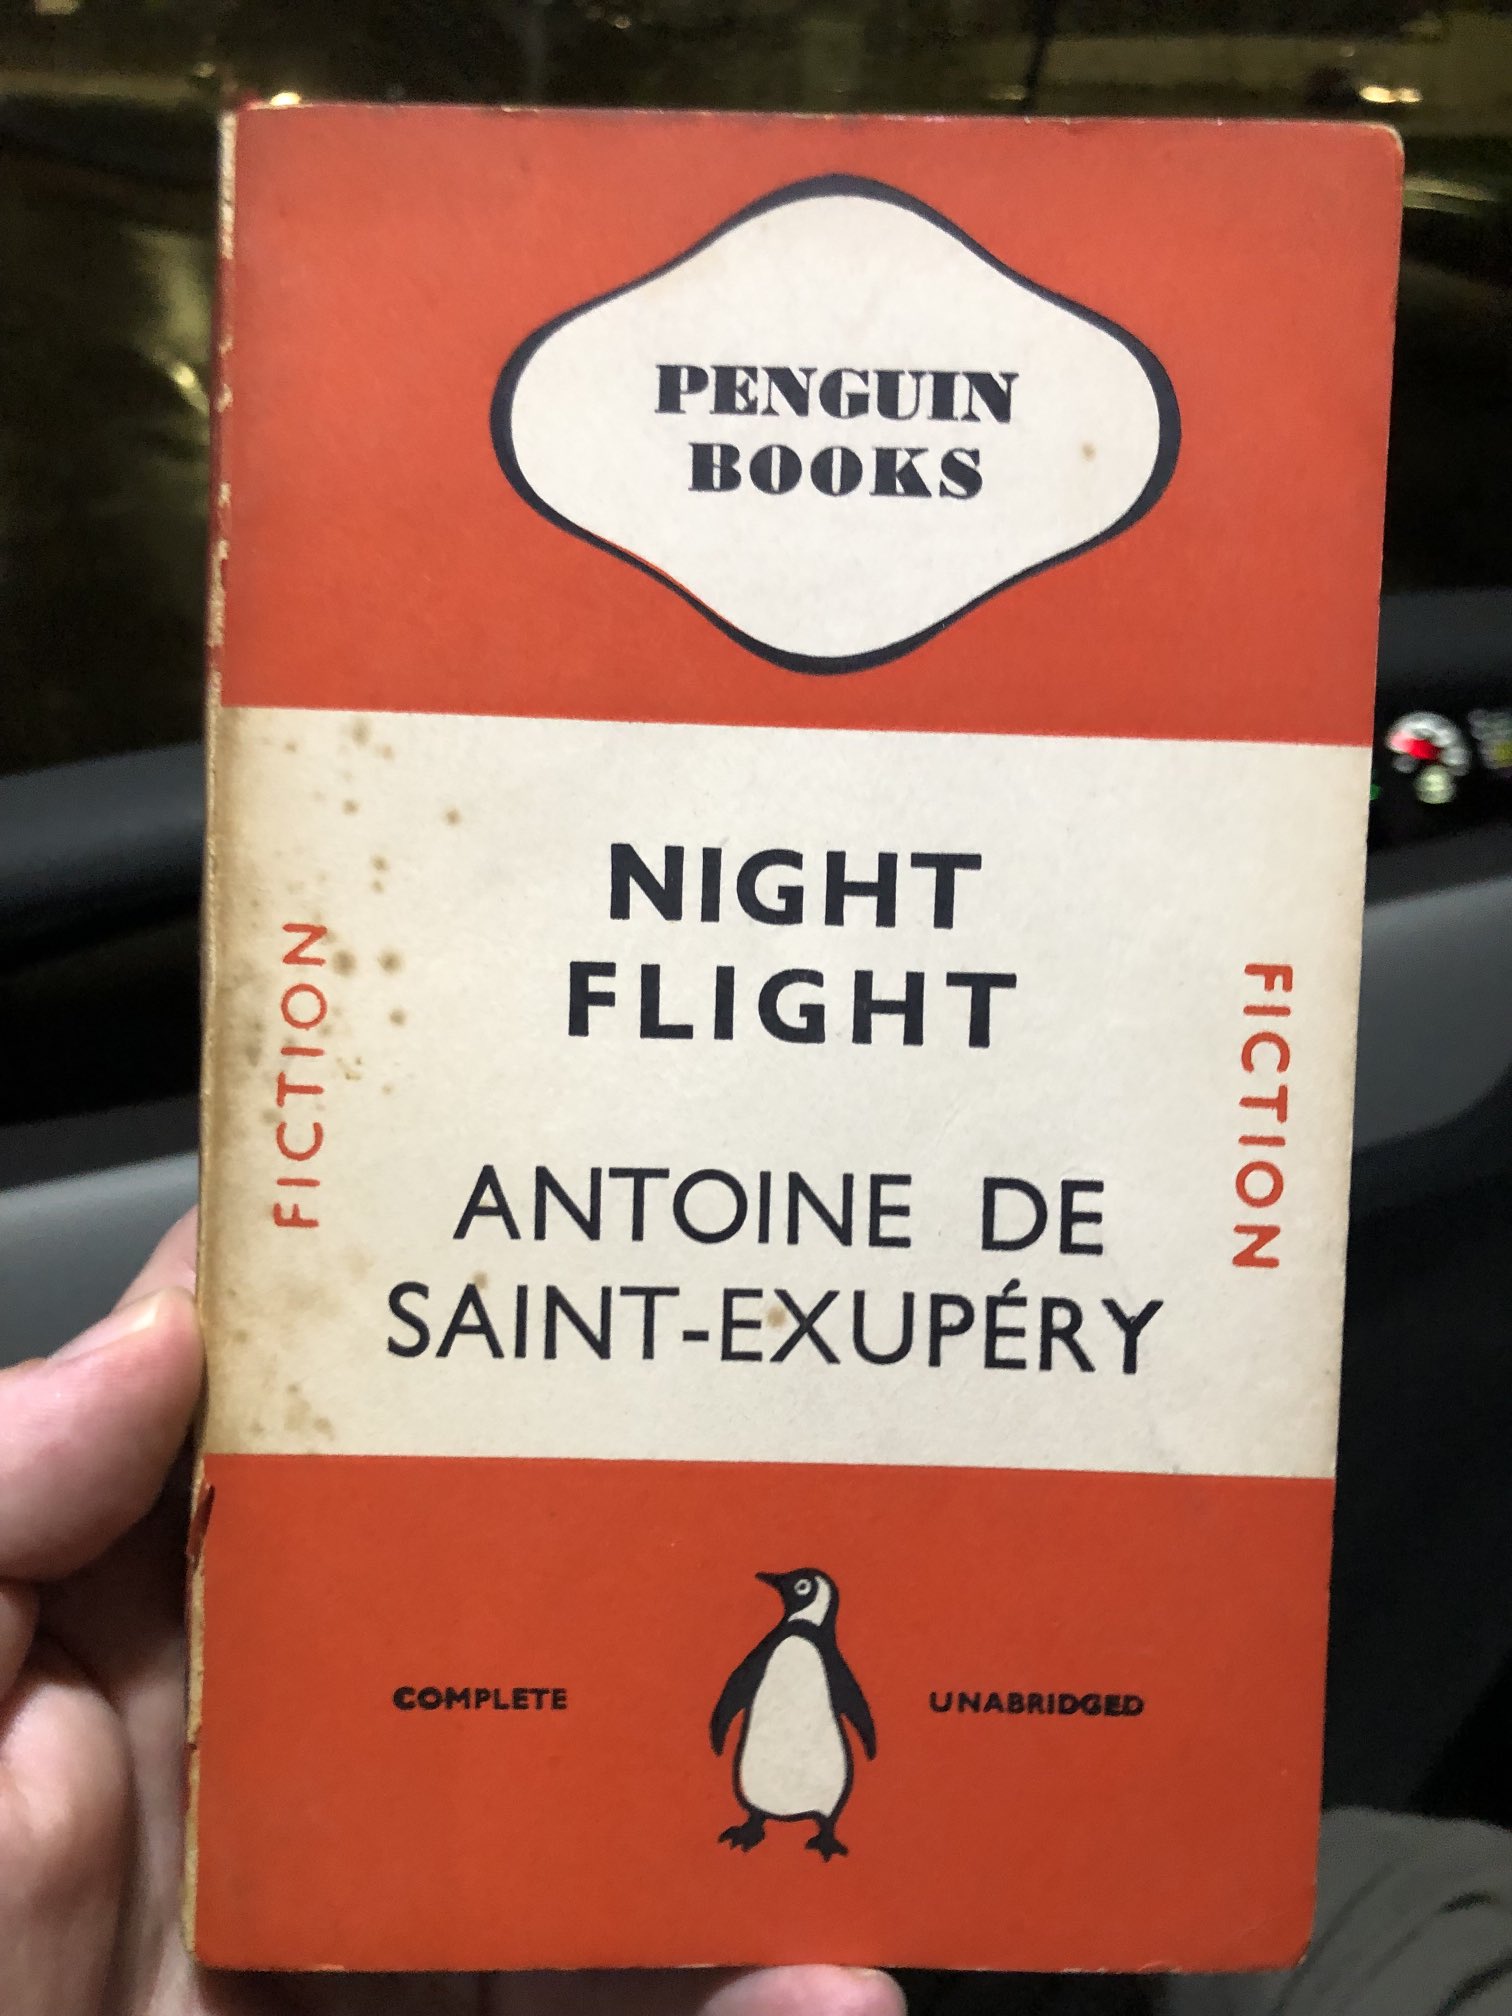 PENGUIN
BOOKS
NIGHT
FLIGHT
FICTION
FICTION
ANTOINE DE
SAINT-EXUPÉRY
COMPLETE
UNABRIDGED